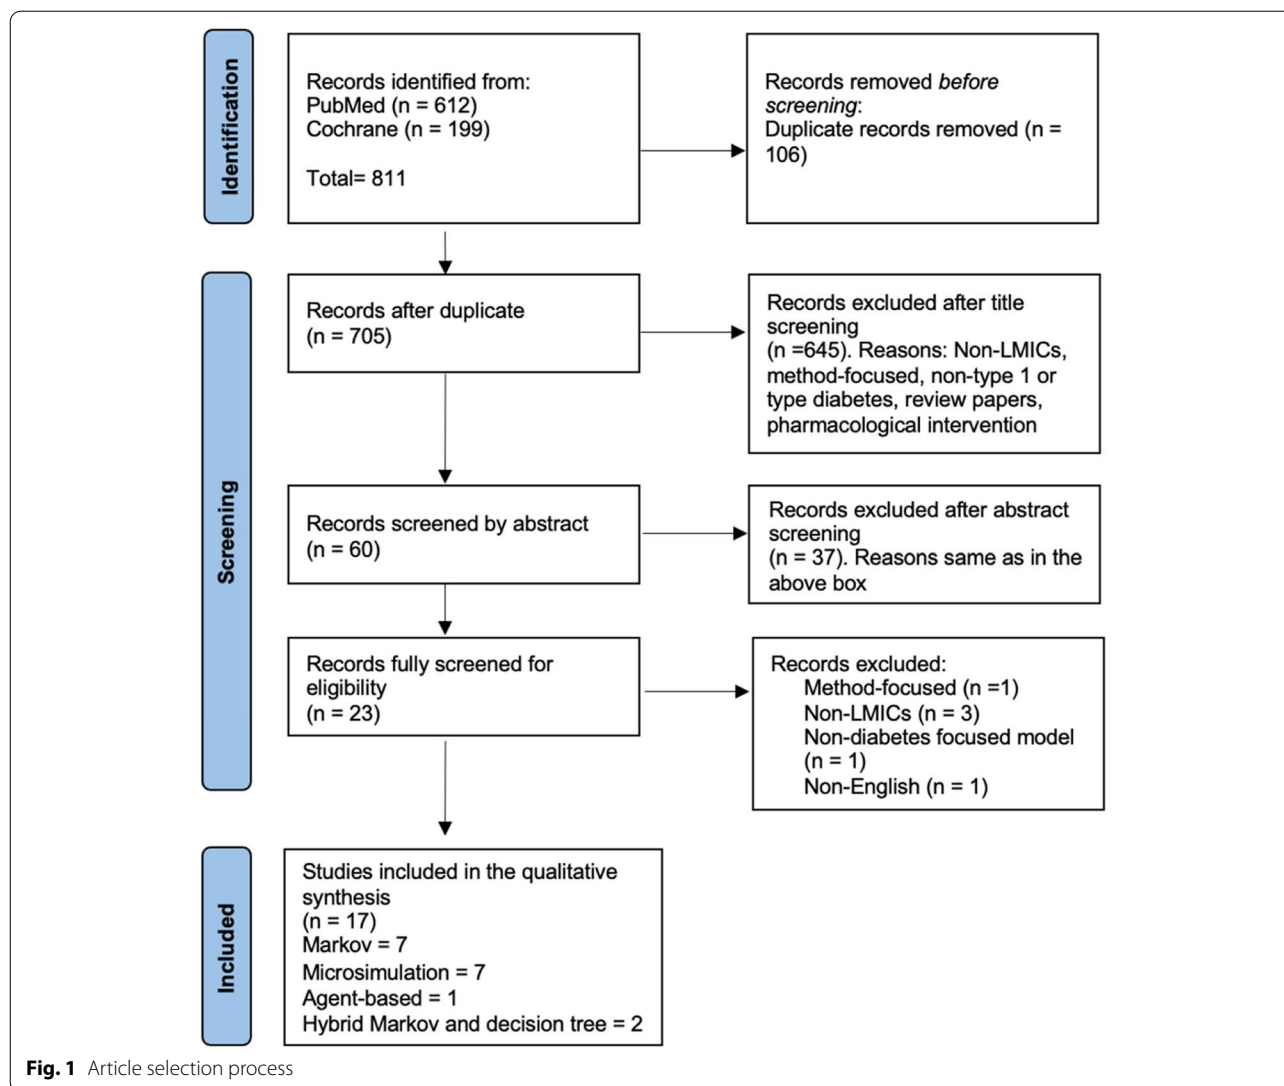 Identification
Records identified from:
PubMed (n = 612)
Cochrane (n = 199)
Total= 811
Records removed before
screening:
Duplicate records removed (n =
106)
Screening
Records after duplicate
(n = 705)
Records excluded after title
screening
(n =645). Reasons: Non-LMICs,
method-focused, non-type 1 or
type diabetes, review papers,
pharmacological intervention
Records screened by abstract
(n = 60)
Records excluded after abstract
screening
(n = 37). Reasons same as in the
above box
Records fully screened for
eligibility
(n = 23)
Records excluded:
Method-focused (n =1)
Non-LMICs (n = 3)
Non-diabetes focused model
(n = 1)
Non-English (n = 1)
Included
Studies included in the qualitative
synthesis
(n = 17)
Markov = 7
Microsimulation = 7
Agent-based = 1
Hybrid Markov and decision tree = 2
Fig. 1 Article selection process